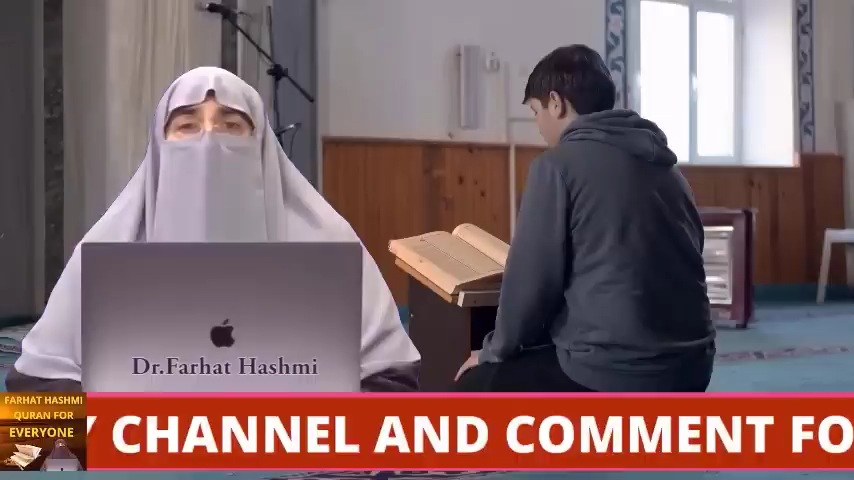 Dr.Farhat Hashmi
FARHAT HASHMI
QURAN FOR
EVERYONE
CHANNEL AND COMMENT FO